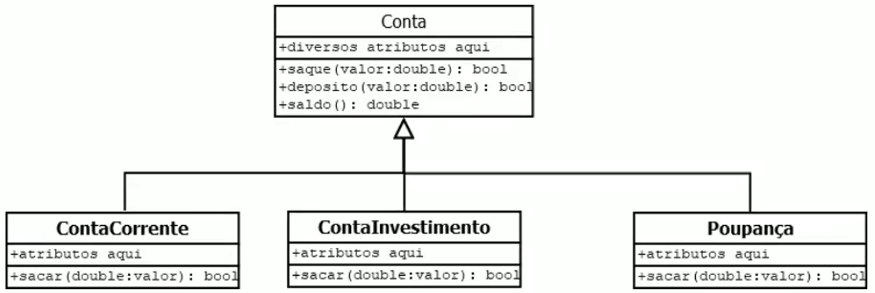 Conta
+diversos atributos aqui
+saque(valor:double): bool
+deposito(valor:double): bool
+saldo(): double
ContaCorrente
+atributos aqui
+sacar(double:valor): bool
ContaInvestimento
+atributos aqui
+sacar(double:valor): bool
Poupança
+atributos aqui
+sacar(double:valor): bool